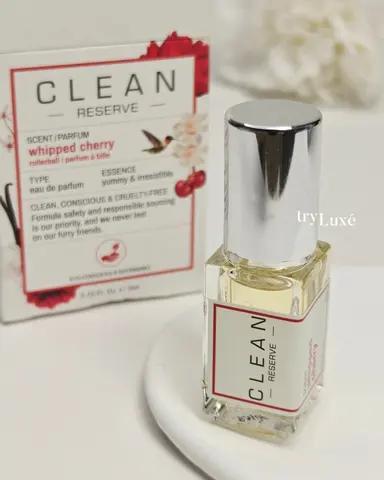 CLEAN
— RESERVE —
SCENT/PARFUM
whipped cherry
rollerball | parfum à bille
TYPE
eau de parfum
ESSENCE
yummy & irresistible
CLEAN, CONSCIOUS & CRUELTY-FREE
Formula safety and responsible sourcing
is our priority, and we never test
on our furry friends.
tryLuxé
CLEAN
RESERVE